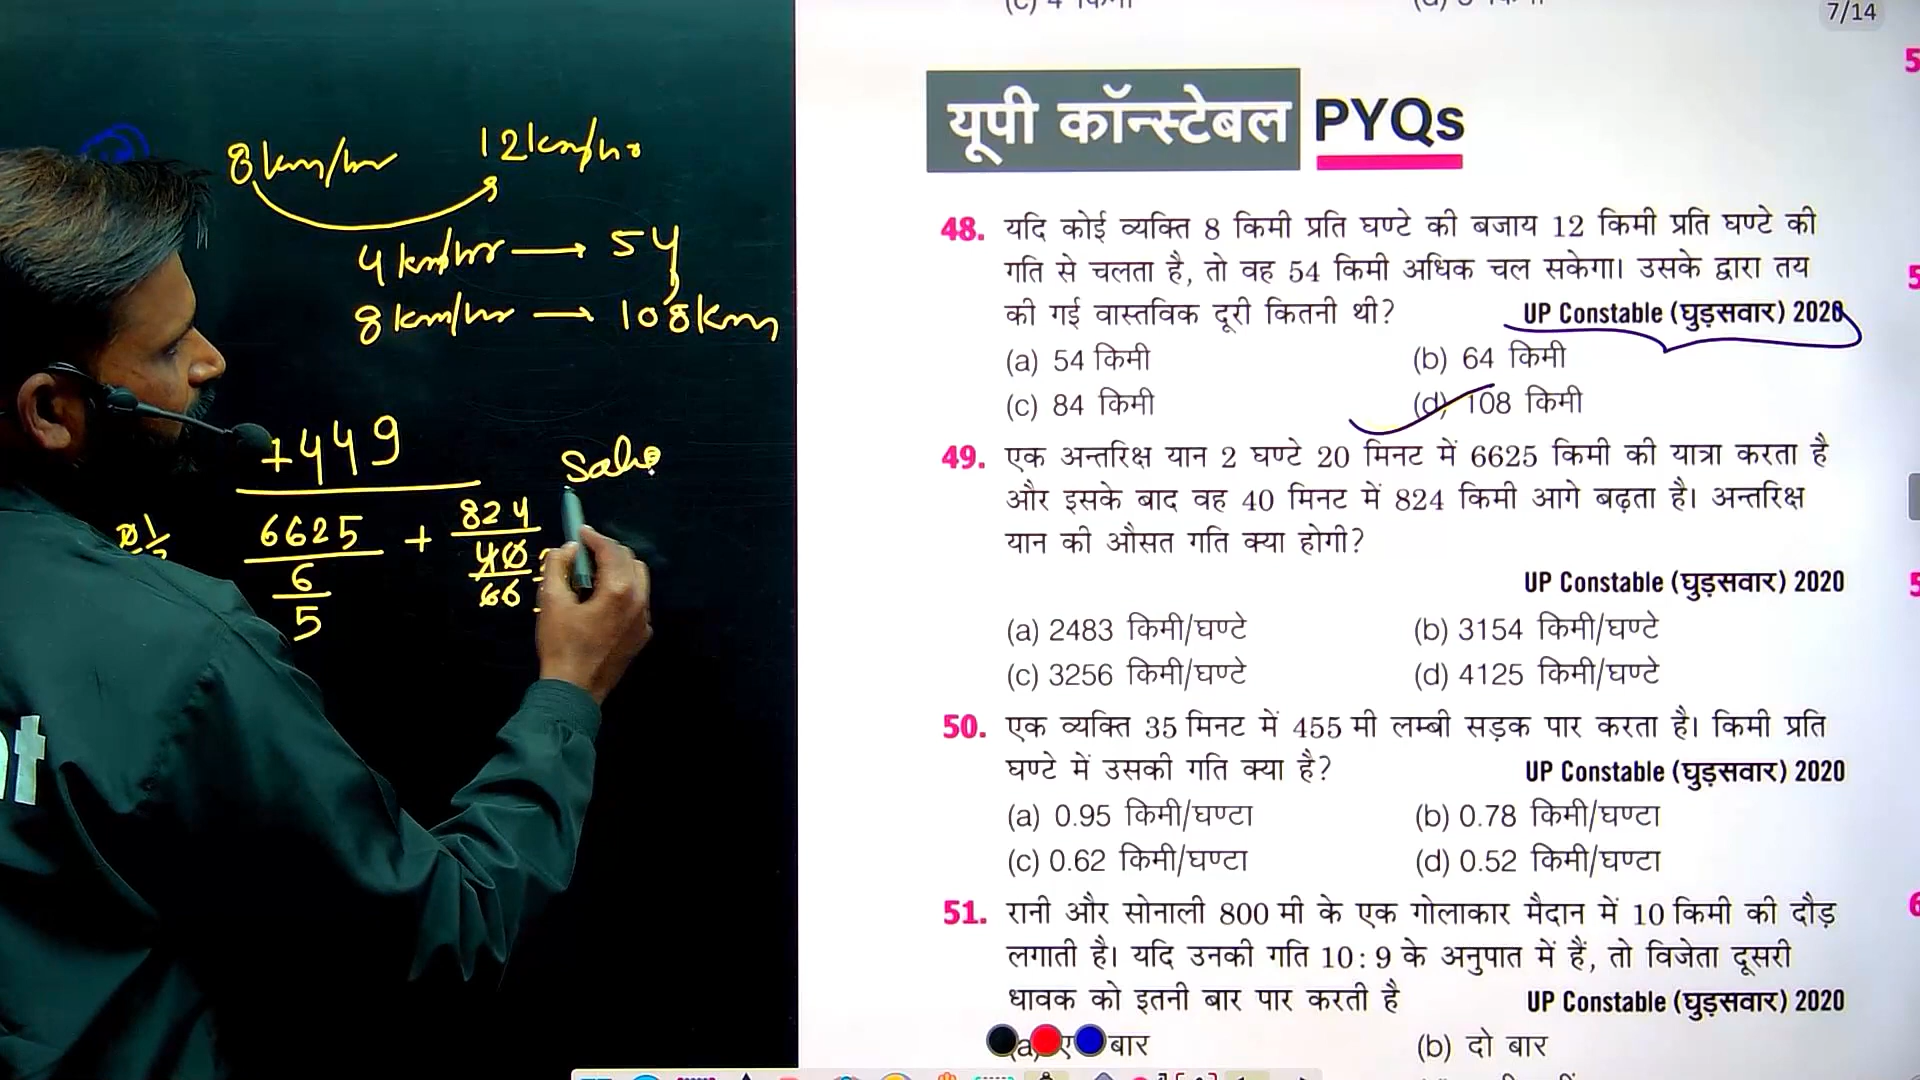 7/14
यूपी कॉन्स्टेबल PYQs
8km/hr 12km/hr
4km/hr → 54
8km/hr → 108km
+449
6625 + 824
6 40
5 66
48. यदि कोई व्यक्ति 8 किमी प्रति घण्टे की बजाय 12 किमी प्रति घण्टे की
गति से चलता है, तो वह 54 किमी अधिक चल सकेगा। उसके द्वारा तय
की गई वास्तविक दूरी कितनी थी? UP Constable (घुड़सवार) 2020
(a) 54 किमी (b) 64 किमी
(c) 84 किमी (d) 108 किमी
49. एक अन्तरिक्ष यान 2 घण्टे 20 मिनट में 6625 किमी की यात्रा करता है
और इसके बाद वह 40 मिनट में 824 किमी आगे बढ़ता है। अन्तरिक्ष
यान की औसत गति क्या होगी?
UP Constable (घुड़सवार) 2020
(a) 2483 किमी/घण्टे (b) 3154 किमी/घण्टे
(c) 3256 किमी/घण्टे (d) 4125 किमी/घण्टे
50. एक व्यक्ति 35 मिनट में 455 मी लम्बी सड़क पार करता है। किमी प्रति
घण्टे में उसकी गति क्या है? UP Constable (घुड़सवार) 2020
(a) 0.95 किमी/घण्टा (b) 0.78 किमी/घण्टा
(c) 0.62 किमी/घण्टा (d) 0.52 किमी/घण्टा
51. रानी और सोनाली 800 मी के एक गोलाकार मैदान में 10 किमी की दौड़
लगाती है। यदि उनकी गति 10 : 9 के अनुपात में हैं, तो विजेता दूसरी
धावक को इतनी बार पार करती है UP Constable (घुड़सवार) 2020
बार (b) दो बार